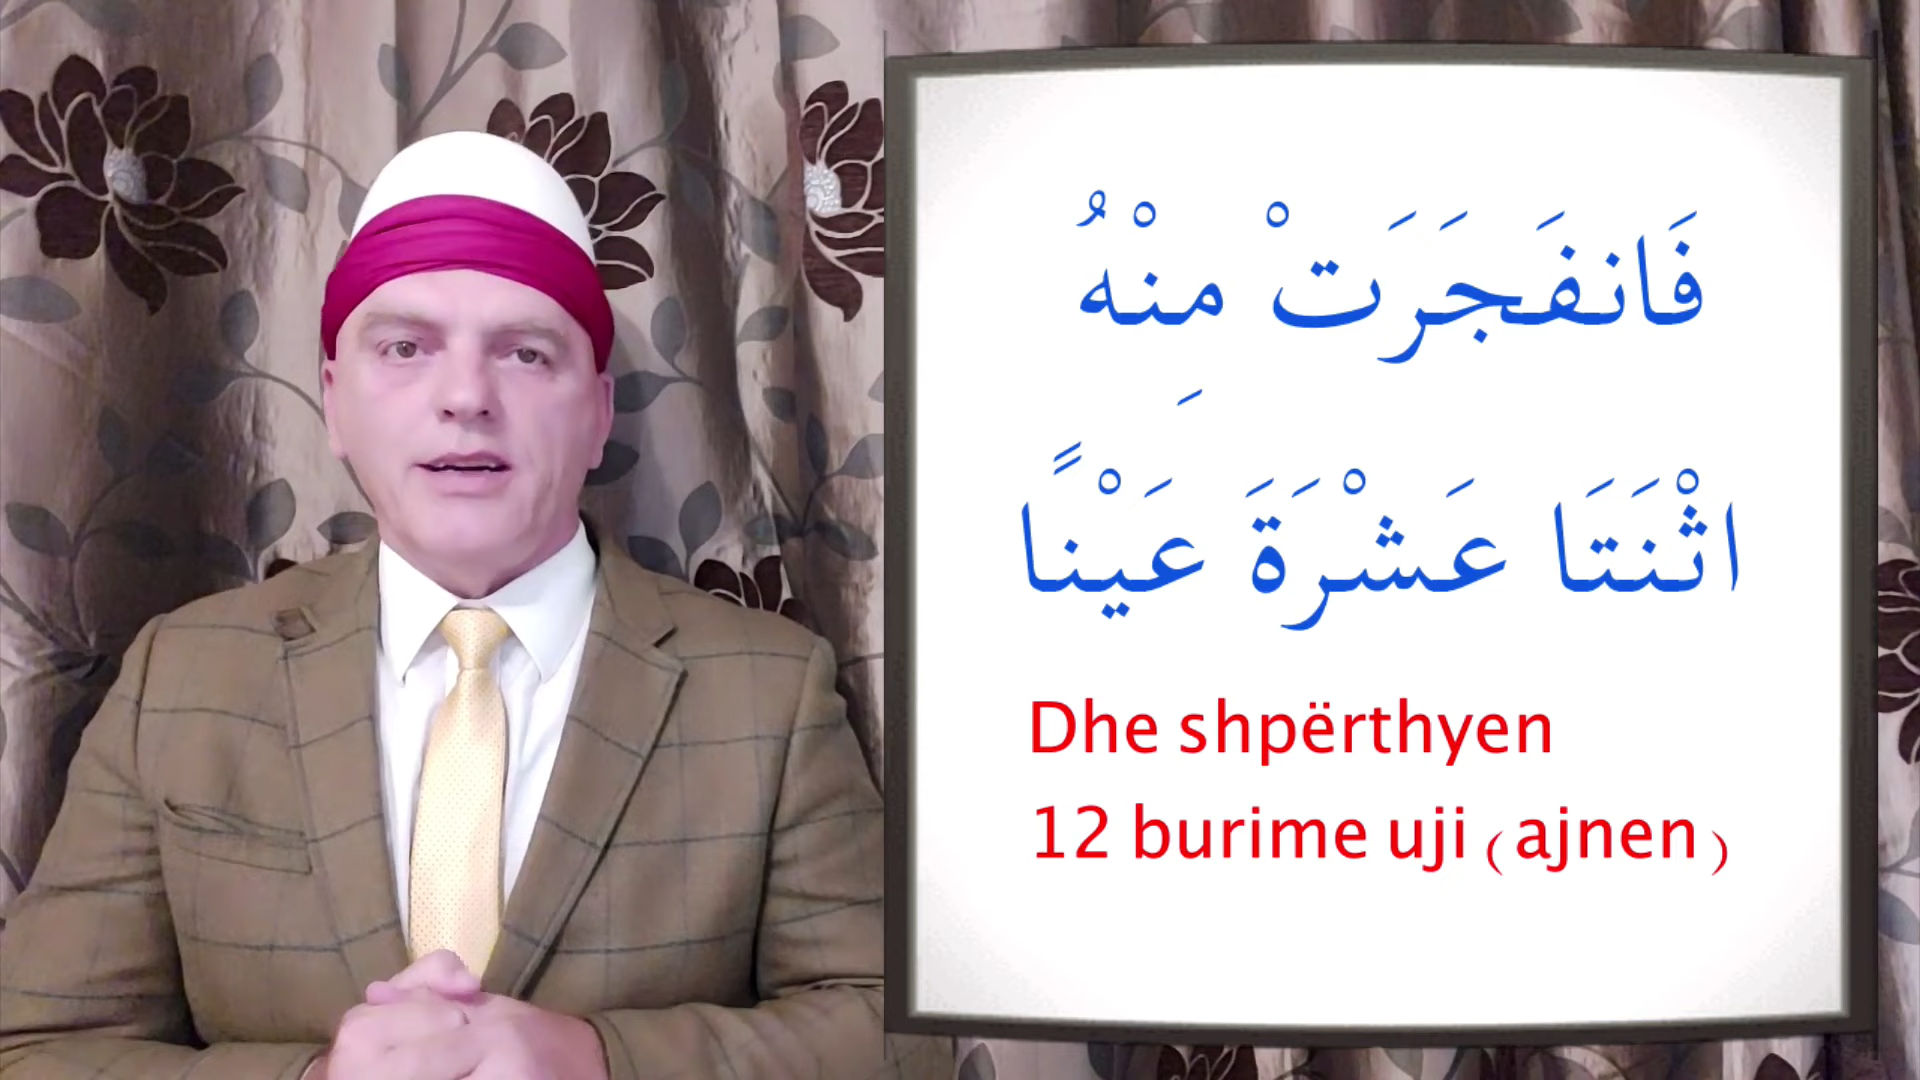 فَانفَجَرَتْ مِنْهُ
اثْنَتَا عَشْرَةَ عَيْنًا
Dhe shpërthyen
12 burime uji (ajnen)